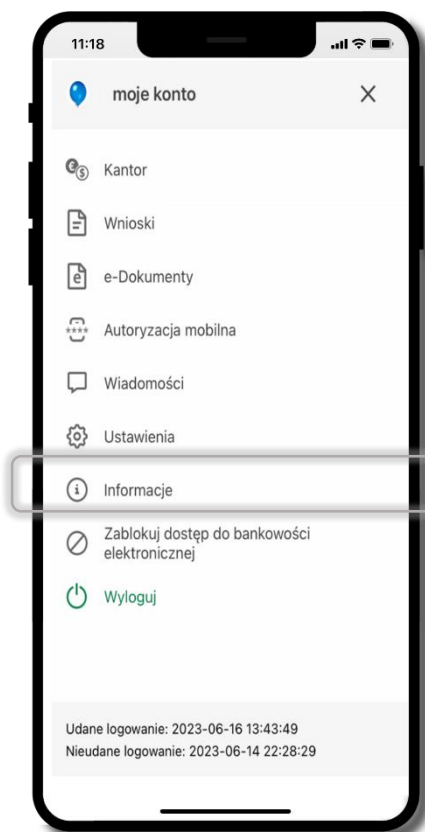 11:18
moje konto
Kantor
Wnioski
e-Dokumenty
Autoryzacja mobilna
Wiadomości
Ustawienia
Informacje
Zablokuj dostęp do bankowości
elektronicznej
Wyloguj
Udane logowanie: 2023-06-16 13:43:49
Nieudane logowanie: 2023-06-14 22:28:29